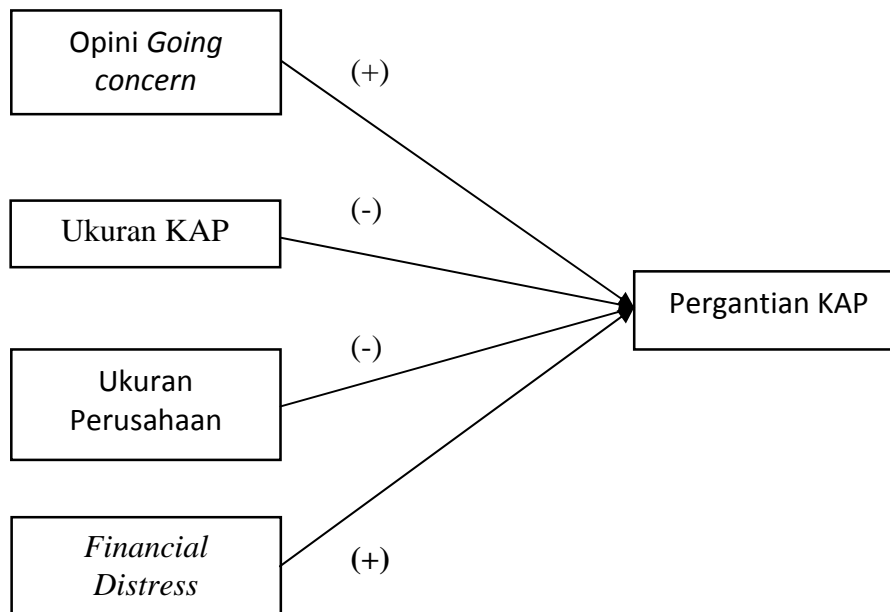 Opini Going
concern
(+)
Ukuran KAP
(-)
Pergantian KAP
Ukuran
Perusahaan
(-)
Financial
Distress
(+)